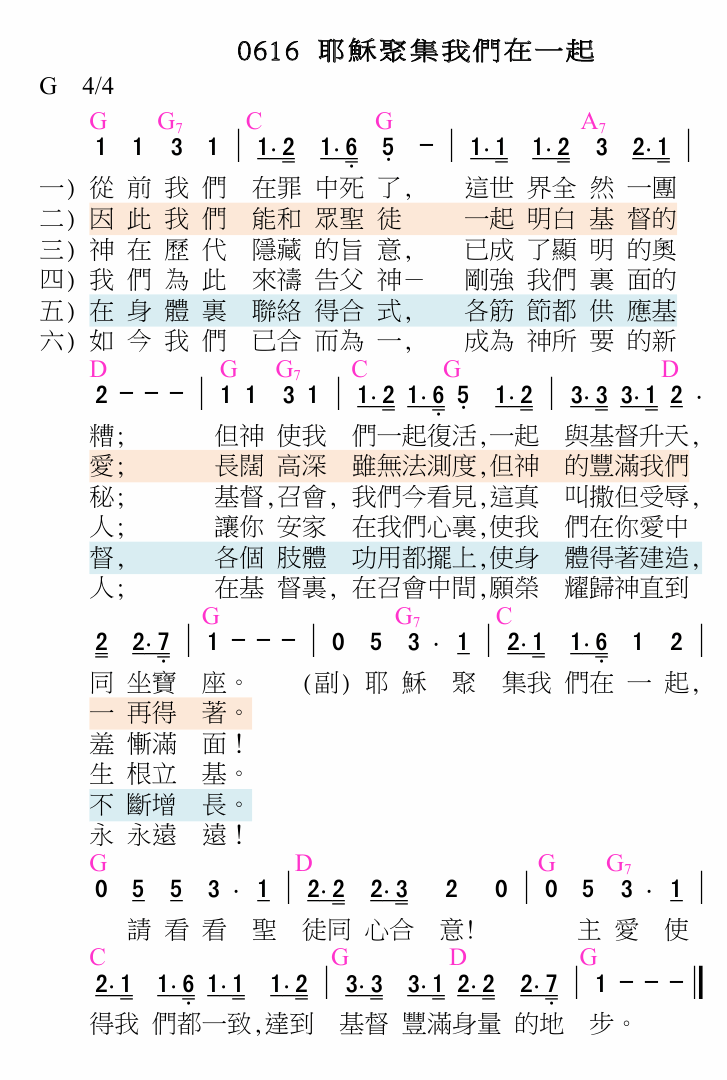 0616 耶穌聚集我們在一起
G 4/4
G G7 C G A7
1 1 3 1 | 1·2 1·6 5 - | 1·1 1·2 3 2·1 |
一) 從 前 我 們 在罪 中死 了, 這世 界全 然 一團
二) 因 此 我 們 能和 眾聖 徒 一起 明白 基 督的
三) 神 在 歷 代 隱藏 的旨 意, 已成 了顯 明 的奧
四) 我 們 為 此 來禱 告父 神— 剛強 我們 裏 面的
五) 在 身 體 裏 聯絡 得合 式, 各筋 節都 供 應基
六) 如 今 我 們 已合 而為 一, 成為 神所 要 的新
D G G7 C G D
2 - - - | 1 1 3 1 | 1·2 1·6 5 1·2 | 3·3 3·1 2 ·
糟; 但神 使我 們一起復活,一起 與基督升天,
愛; 長闊 高深 雖無法測度,但神 的豐滿我們
秘; 基督,召會, 我們今看見,這真 叫撒但受辱,
人; 讓你 安家 在我們心裏,使我 們在你愛中
督, 各個 肢體 功用都擺上,使身 體得著建造,
人; 在基 督裏, 在召會中間,願榮 耀歸神直到
G G7 C
2 2·7 | 1 - - - | 0 5 3 · 1 | 2·1 1·6 1 2 |
同 坐寶 座。 (副) 耶 穌 聚 集我 們在 一 起,
一 再得 著。
羞 慚滿 面!
生 根立 基。
不 斷增 長。
永 永遠 遠!
G D G G7
0 5 5 3 · 1 | 2·2 2·3 2 0 | 0 5 3 · 1 |
請 看 看 聖 徒同 心合 意! 主 愛 使
C G D G
2·1 1·6 1·1 1·2 | 3·3 3·1 2·2 2·7 | 1 - - - ||
得我 們都一致,達到 基督 豐滿身量 的地 步。